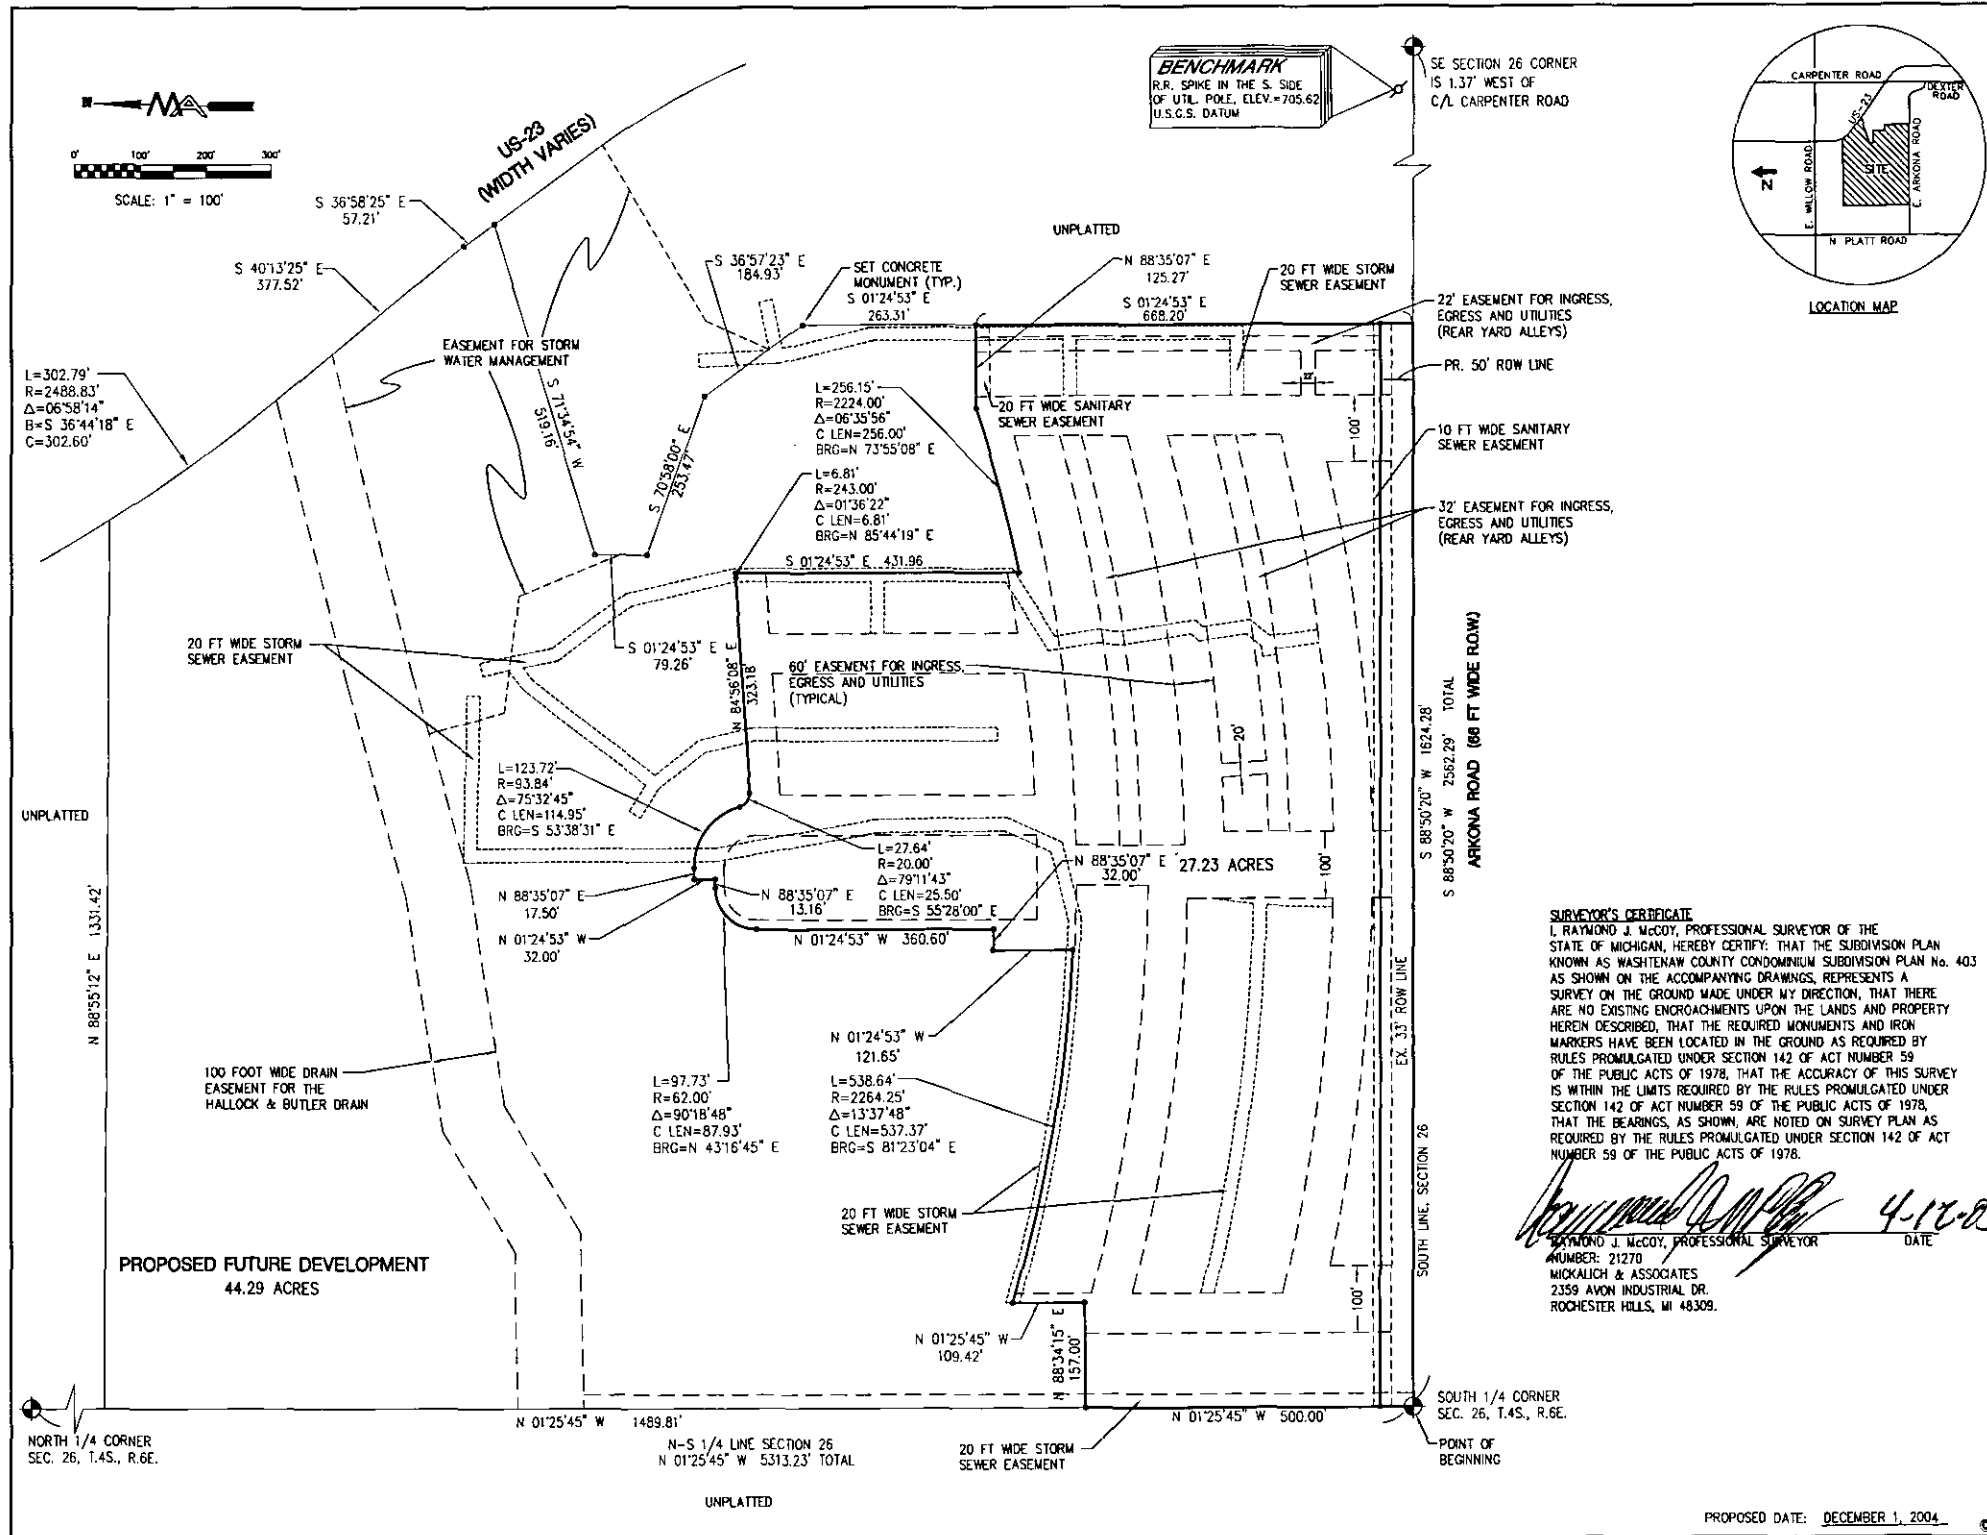 N
0' 100' 200' 300'
SCALE: 1" = 100'
US-23
(WIDTH VARIES)
S 36°58'25" E
57.21'
S 40°13'25" E
377.52'
L=302.79'
R=2488.83'
Δ=06°58'14"
B=S 36°44'18" E
C=302.60'
EASEMENT FOR STORM
WATER MANAGEMENT
S 71°34'54" W
519.16'
S 70°58'00" E
253.47'
S 36°57'23" E
184.93'
SET CONCRETE
MONUMENT (TYP.)
S 01°24'53" E
263.31'
BENCHMARK
R.R. SPIKE IN THE S. SIDE
OF UTIL. POLE, ELEV.=705.62
U.S.G.S. DATUM
SE SECTION 26 CORNER
IS 1.37' WEST OF
C/L CARPENTER ROAD
CARPENTER ROAD
DEXTER
ROAD
US-23
SITE
E. WILLOW ROAD
E. ARKONA ROAD
N PLATT ROAD
N
LOCATION MAP
UNPLATTED
N 88°35'07" E
125.27'
S 01°24'53" E
668.20'
20 FT WIDE STORM
SEWER EASEMENT
22' EASEMENT FOR INGRESS,
EGRESS AND UTILITIES
(REAR YARD ALLEYS)
PR. 50' ROW LINE
22'
100'
10 FT WIDE SANITARY
SEWER EASEMENT
20 FT WIDE SANITARY
SEWER EASEMENT
32' EASEMENT FOR INGRESS,
EGRESS AND UTILITIES
(REAR YARD ALLEYS)
L=256.15'
R=2224.00'
Δ=06°35'56"
C LEN=256.00'
BRG=N 73°55'08" E
L=6.81'
R=243.00'
Δ=01°36'22"
C LEN=6.81'
BRG=N 85°44'19" E
S 01°24'53" E 431.96
S 01°24'53" E
79.26'
20 FT WIDE STORM
SEWER EASEMENT
N 84°56'08" E
323.18'
60' EASEMENT FOR INGRESS,
EGRESS AND UTILITIES
(TYPICAL)
20'
S 88°50'20" W 1624.28'
S 88°50'20" W 2562.29' TOTAL
ARKONA ROAD (66 FT WIDE R.O.W.)
L=123.72'
R=93.84'
Δ=75°32'45"
C LEN=114.95'
BRG=S 53°38'31" E
UNPLATTED
L=27.64'
R=20.00'
Δ=79°11'43"
C LEN=25.50'
BRG=S 55°28'00" E
N 88°35'07" E
32.00'
27.23 ACRES
100'
N 88°35'07" E
17.50'
N 88°35'07" E
13.16'
N 01°24'53" W
32.00'
N 01°24'53" W 360.60'
N 88°55'12" E 1331.42'
100 FOOT WIDE DRAIN
EASEMENT FOR THE
HALLOCK & BUTLER DRAIN
L=97.73'
R=62.00'
Δ=90°18'48"
C LEN=87.93'
BRG=N 43°16'45" E
N 01°24'53" W
121.65'
L=538.64'
R=2264.25'
Δ=13°37'48"
C LEN=537.37'
BRG=S 81°23'04" E
EX. 33' ROW LINE
SOUTH LINE, SECTION 26
20 FT WIDE STORM
SEWER EASEMENT
PROPOSED FUTURE DEVELOPMENT
44.29 ACRES
N 01°25'45" W
109.42'
N 88°34'15" E
157.00'
100'
SURVEYOR'S CERTIFICATE
I, RAYMOND J. McCOY, PROFESSIONAL SURVEYOR OF THE
STATE OF MICHIGAN, HEREBY CERTIFY: THAT THE SUBDIVISION PLAN
KNOWN AS WASHTENAW COUNTY CONDOMINIUM SUBDIVISION PLAN No. 403
AS SHOWN ON THE ACCOMPANYING DRAWINGS, REPRESENTS A
SURVEY ON THE GROUND MADE UNDER MY DIRECTION, THAT THERE
ARE NO EXISTING ENCROACHMENTS UPON THE LANDS AND PROPERTY
HEREIN DESCRIBED, THAT THE REQUIRED MONUMENTS AND IRON
MARKERS HAVE BEEN LOCATED IN THE GROUND AS REQUIRED BY
RULES PROMULGATED UNDER SECTION 142 OF ACT NUMBER 59
OF THE PUBLIC ACTS OF 1978, THAT THE ACCURACY OF THIS SURVEY
IS WITHIN THE LIMITS REQUIRED BY THE RULES PROMULGATED UNDER
SECTION 142 OF ACT NUMBER 59 OF THE PUBLIC ACTS OF 1978,
THAT THE BEARINGS, AS SHOWN, ARE NOTED ON SURVEY PLAN AS
REQUIRED BY THE RULES PROMULGATED UNDER SECTION 142 OF ACT
NUMBER 59 OF THE PUBLIC ACTS OF 1978.
RAYMOND J. McCOY, PROFESSIONAL SURVEYOR DATE
NUMBER: 21270
MICKALICH & ASSOCIATES
2359 AVON INDUSTRIAL DR.
ROCHESTER HILLS, MI 48309.
NORTH 1/4 CORNER
SEC. 26, T.4S., R.6E.
N 01°25'45" W 1489.81'
N-S 1/4 LINE SECTION 26
N 01°25'45" W 5313.23' TOTAL
20 FT WIDE STORM
SEWER EASEMENT
N 01°25'45" W 500.00'
SOUTH 1/4 CORNER
SEC. 26, T.4S., R.6E.
POINT OF
BEGINNING
UNPLATTED
PROPOSED DATE: DECEMBER 1, 2004